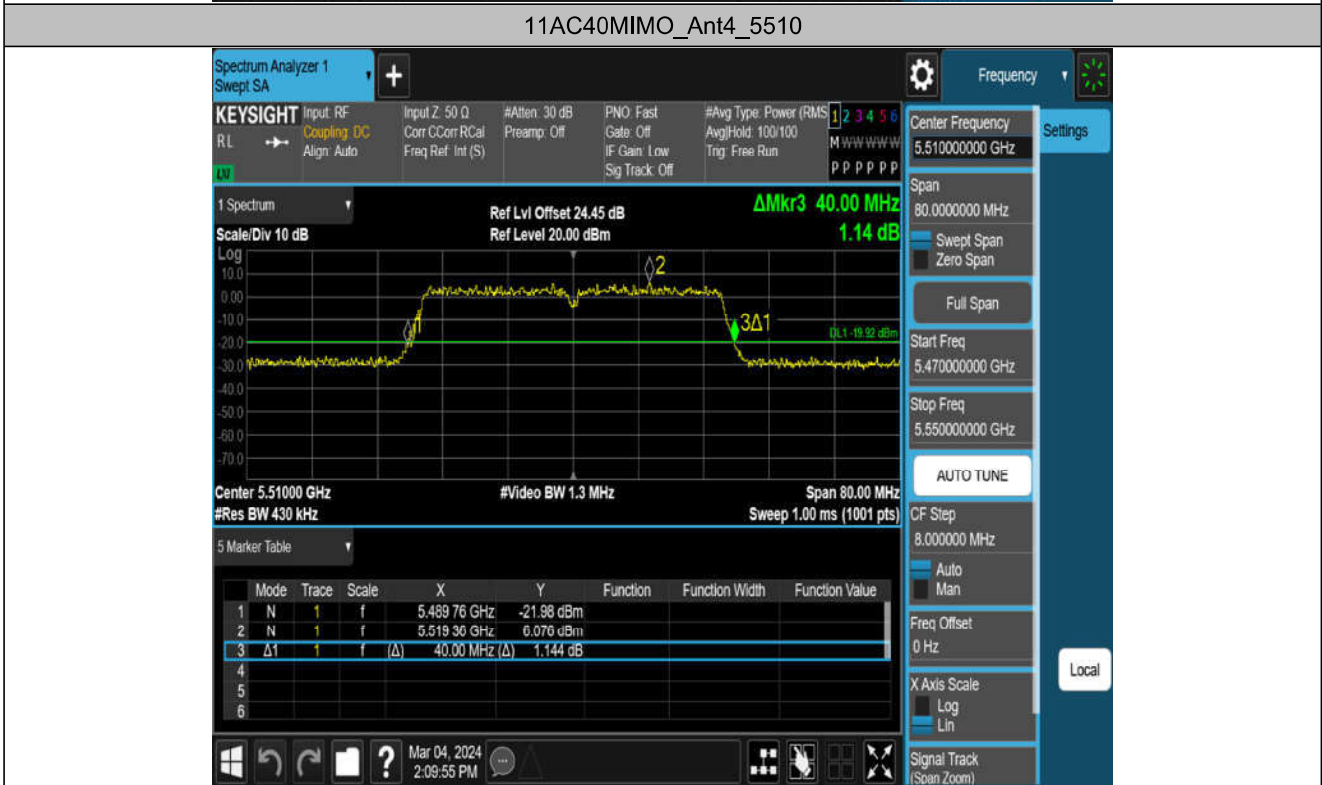 11AC40MIMO_Ant4_5510
Spectrum Analyzer 1
Swept SA
+
Frequency
KEYSIGHT
RL
LXI
Input: RF
Coupling: DC
Align: Auto
Input Z: 50 Ω
Corr CCorr RCal
Freq Ref: Int (S)
#Atten: 30 dB
Preamp: Off
PNO: Fast
Gate: Off
IF Gain: Low
Sig Track: Off
#Avg Type: Power (RMS
Avg|Hold: 100/100
Trig: Free Run
1 2 3 4 5 6
M W W W W W
P P P P P P
1 Spectrum
Scale/Div 10 dB
Ref Lvl Offset 24.45 dB
Ref Level 20.00 dBm
ΔMkr3 40.00 MHz
1.14 dB
Log
10.0
0.00
-10.0
-20.0
-30.0
-40.0
-50.0
-60.0
-70.0
1
2
3Δ1
DL1 -19.92 dBm
Center 5.51000 GHz
#Video BW 1.3 MHz
Span 80.00 MHz
#Res BW 430 kHz
Sweep 1.00 ms (1001 pts)
5 Marker Table
Mode Trace Scale X Y Function Function Width Function Value
1 N 1 f 5.489 76 GHz -21.98 dBm
2 N 1 f 5.519 36 GHz 6.076 dBm
3 Δ1 1 f (Δ) 40.00 MHz (Δ) 1.144 dB
4
5
6
Mar 04, 2024
2:09:55 PM
?
Center Frequency
5.510000000 GHz
Settings
Span
80.0000000 MHz
Swept Span
Zero Span
Full Span
Start Freq
5.470000000 GHz
Stop Freq
5.550000000 GHz
AUTO TUNE
CF Step
8.000000 MHz
Auto
Man
Freq Offset
0 Hz
Local
X Axis Scale
Log
Lin
Signal Track
(Span Zoom)